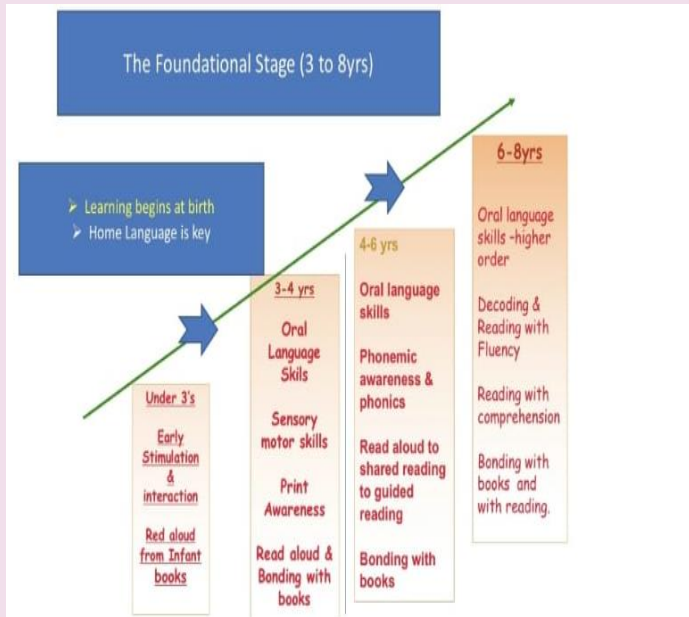 The Foundational Stage (3 to 8yrs)
➢ Learning begins at birth
➢ Home Language is key
Under 3's
Early
Stimulation
&
interaction
Red aloud
from Infant
books
3-4 yrs
Oral
Language
Skils
Sensory
motor skills
Print
Awareness
Read aloud &
Bonding with
books
4-6 yrs
Oral language
skills
Phonemic
awareness &
phonics
Read aloud to
shared reading
to guided
reading
Bonding with
books
6-8yrs
Oral language
skills -higher
order
Decoding &
Reading with
Fluency
Reading with
comprehension
Bonding with
books and
with reading.